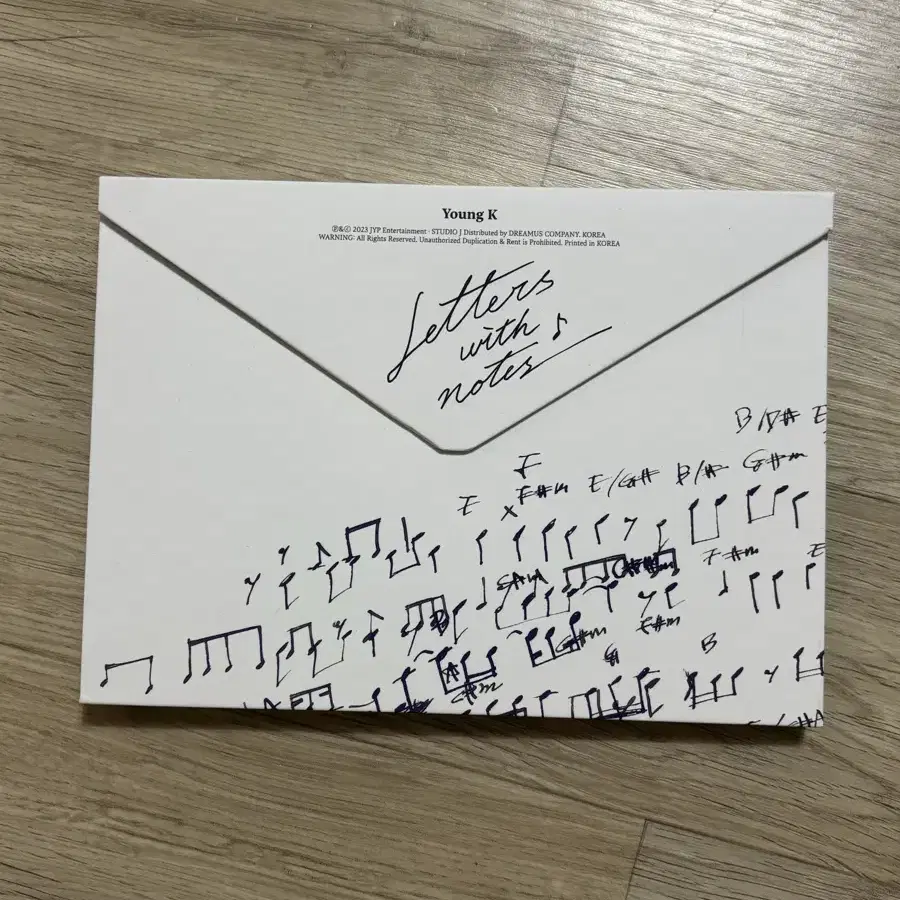 Young K
Ⓟ&ⓒ 2023 JYP Entertainment · STUDIO J Distributed by DREAMUS COMPANY. KOREA
WARNING: All Rights Reserved. Unauthorized Duplication & Rent is Prohibited. Printed in KOREA
Letters
with
notes
B/D# E
F
E F#m E/G# B/# G#m
C#m F#m E
G#m F#m
B
A
C#m